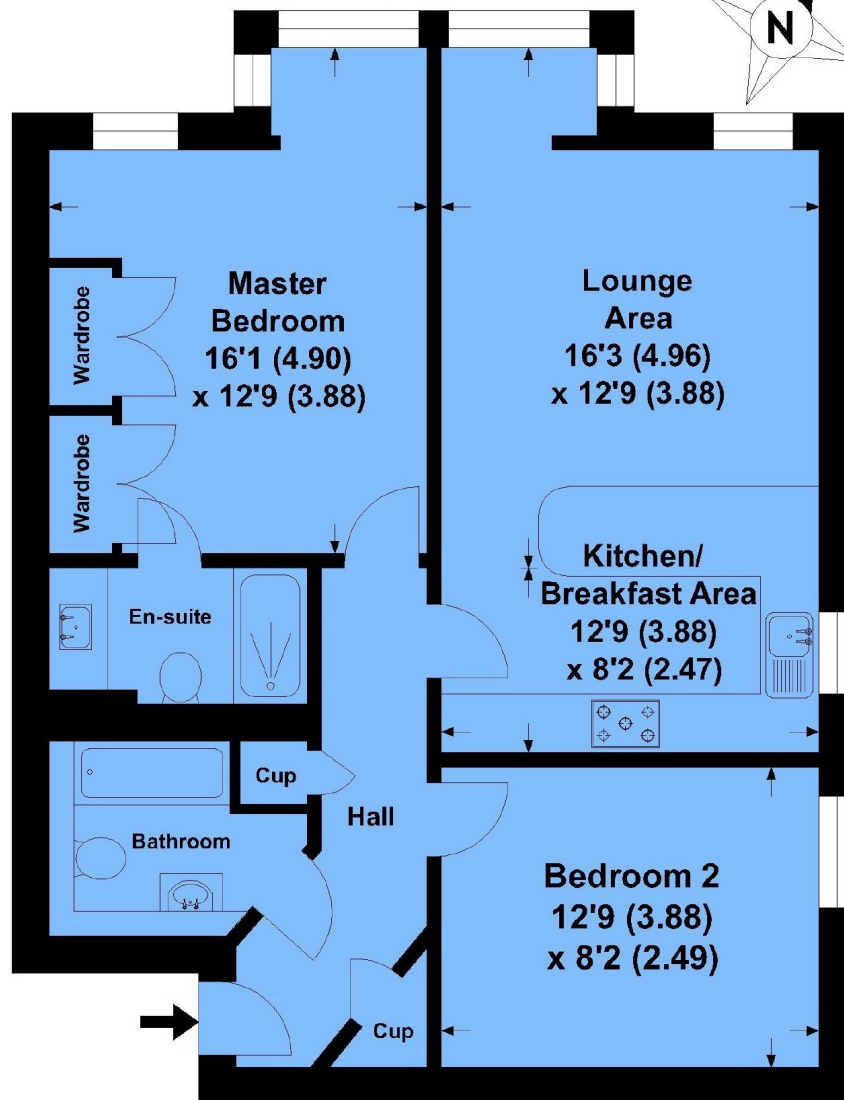 N
Master
Bedroom
16'1 (4.90)
x 12'9 (3.88)
Lounge
Area
16'3 (4.96)
x 12'9 (3.88)
Wardrobe
Wardrobe
Kitchen/
Breakfast Area
12'9 (3.88)
x 8'2 (2.47)
En-suite
Cup
Hall
Bathroom
Bedroom 2
12'9 (3.88)
x 8'2 (2.49)
Cup